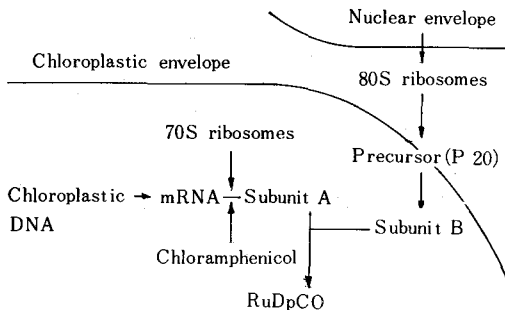 Nuclear envelope
Chloroplastic envelope
80S ribosomes
70S ribosomes
Precursor (P 20)
Chloroplastic DNA
mRNA
Subunit A
Subunit B
Chloramphenicol
RuDpCO